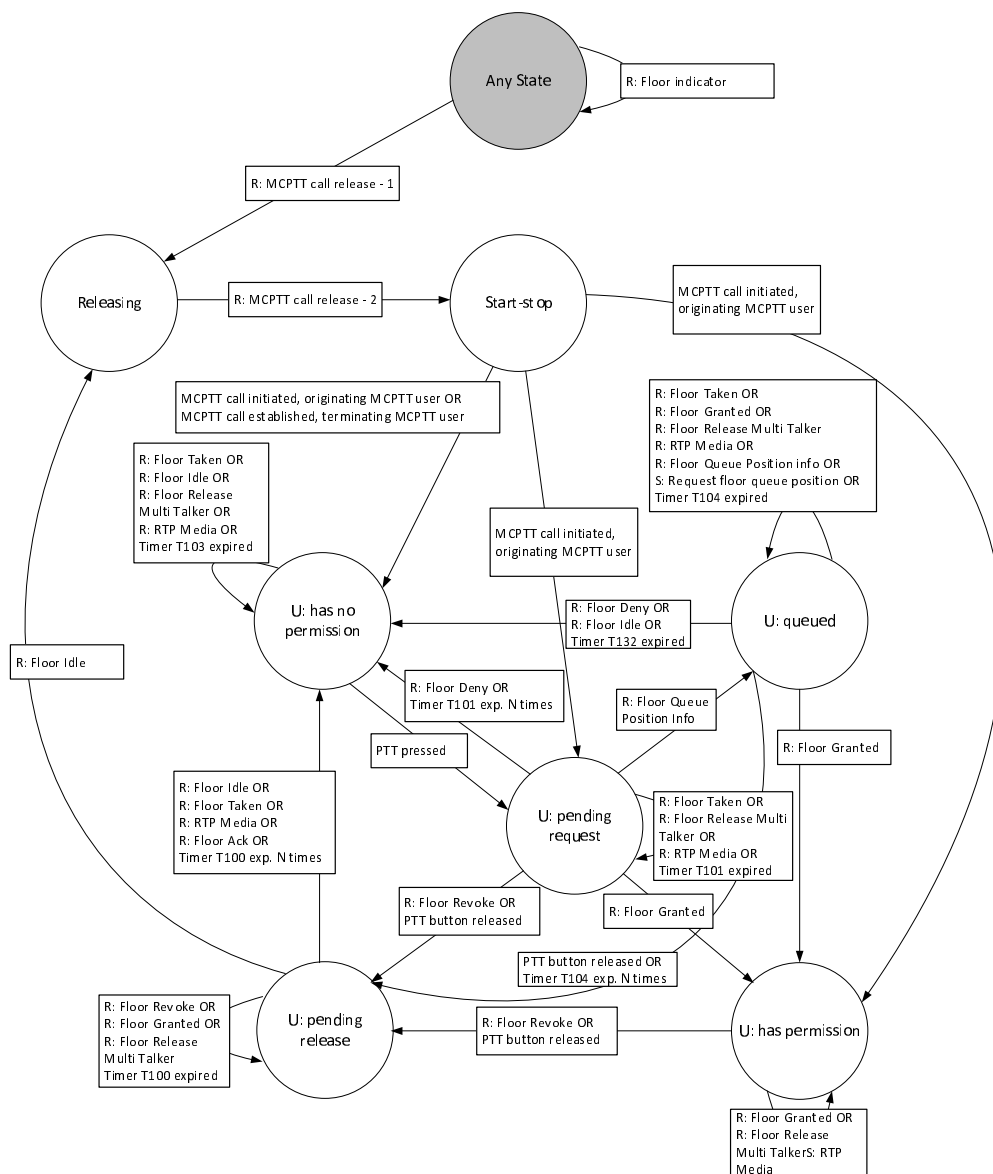 Any State
R: Floor indicator
R: MCPTT call release - 1
Releasing
R: MCPTT call release - 2
Start-stop
MCPTT call initiated,
originating MCPTT user
MCPTT call initiated, originating MCPTT user OR
MCPTT call established, terminating MCPTT user
R: Floor Taken OR
R: Floor Granted OR
R: Floor Release Multi Talker
R: RTP Media OR
R: Floor Queue Position info OR
S: Request floor queue position OR
Timer T104 expired
R: Floor Taken OR
R: Floor Idle OR
R: Floor Release
Multi Talker OR
R: RTP Media OR
Timer T103 expired
MCPTT call initiated,
originating MCPTT user
U: has no
permission
R: Floor Deny OR
R: Floor Idle OR
Timer T132 expired
U: queued
R: Floor Idle
R: Floor Deny OR
Timer T101 exp. N times
R: Floor Queue
Position Info
PTT pressed
R: Floor Granted
R: Floor Idle OR
R: Floor Taken OR
R: RTP Media OR
R: Floor Ack OR
Timer T100 exp. N times
U: pending
request
R: Floor Taken OR
R: Floor Release Multi
Talker OR
R: RTP Media OR
Timer T101 expired
R: Floor Revoke OR
PTT button released
R: Floor Granted
PTT button released OR
Timer T104 exp. N times
R: Floor Revoke OR
R: Floor Granted OR
R: Floor Release
Multi Talker
Timer T100 expired
U: pending
release
R: Floor Revoke OR
PTT button released
U: has permission
R: Floor Granted OR
R: Floor Release
Multi TalkerS: RTP
Media